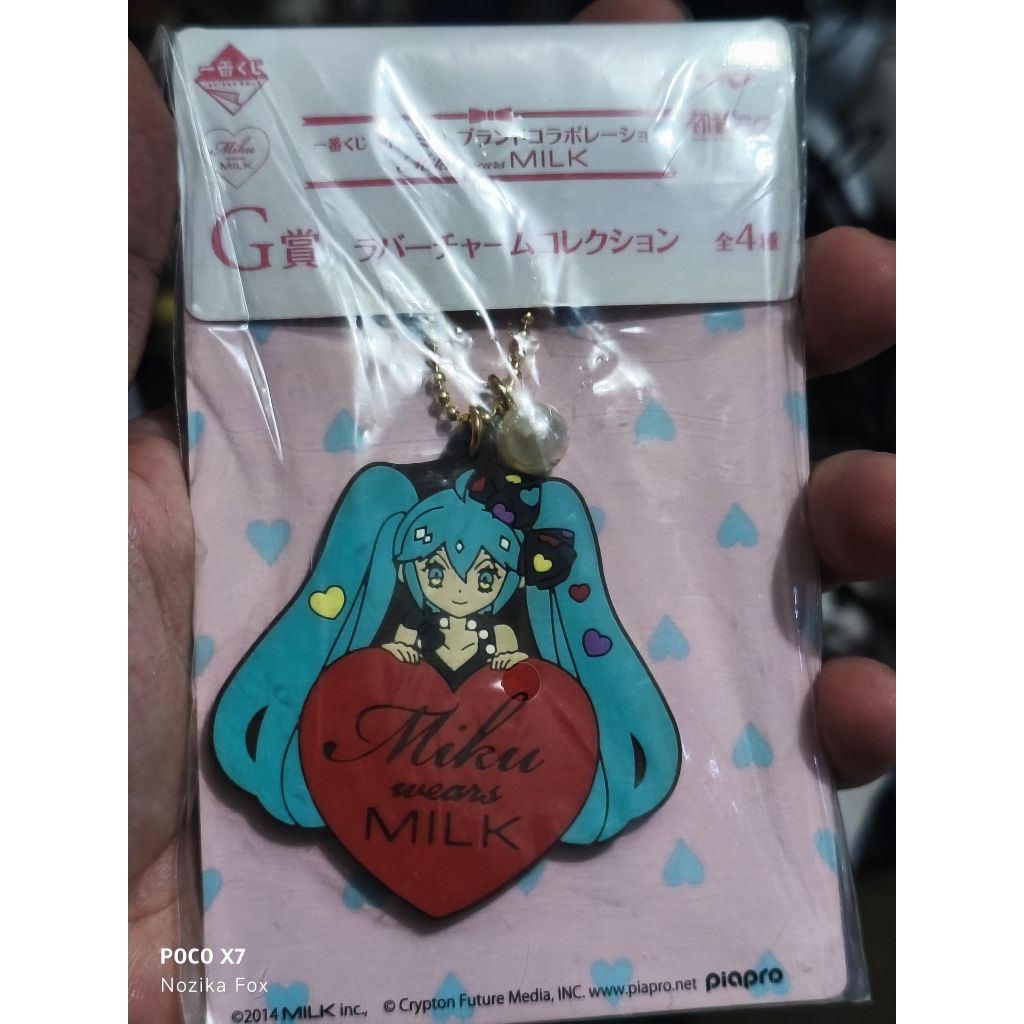 一番くじ
Miku
wears
MILK
一番くじ
ブランドコラボレーション
wears MILK
G賞 ラバーチャームコレクション 全4種
Miku
wears
MILK
POCO X7
Nozika Fox
©2014 MILK inc., © Crypton Future Media, INC. www.piapro.net piapro